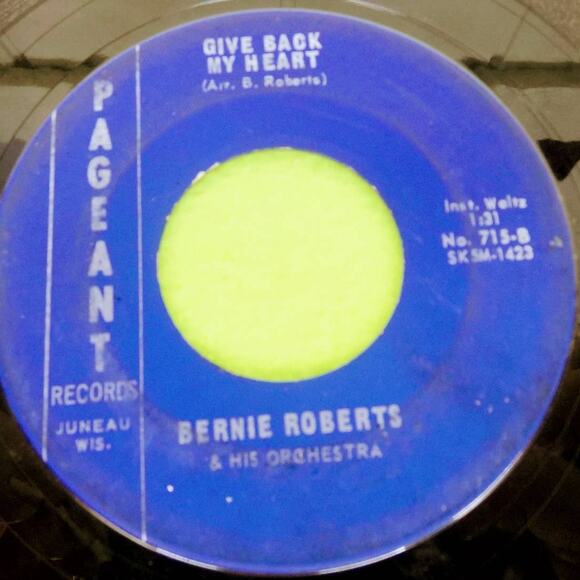 GIVE BACK
MY HEART
(Arr. B. Roberts)
PAGEANT
RECORDS
JUNEAU
WIS.
Inst. Waltz
1:31
No. 715-B
SK5M-1423
BERNIE ROBERTS
& HIS ORCHESTRA